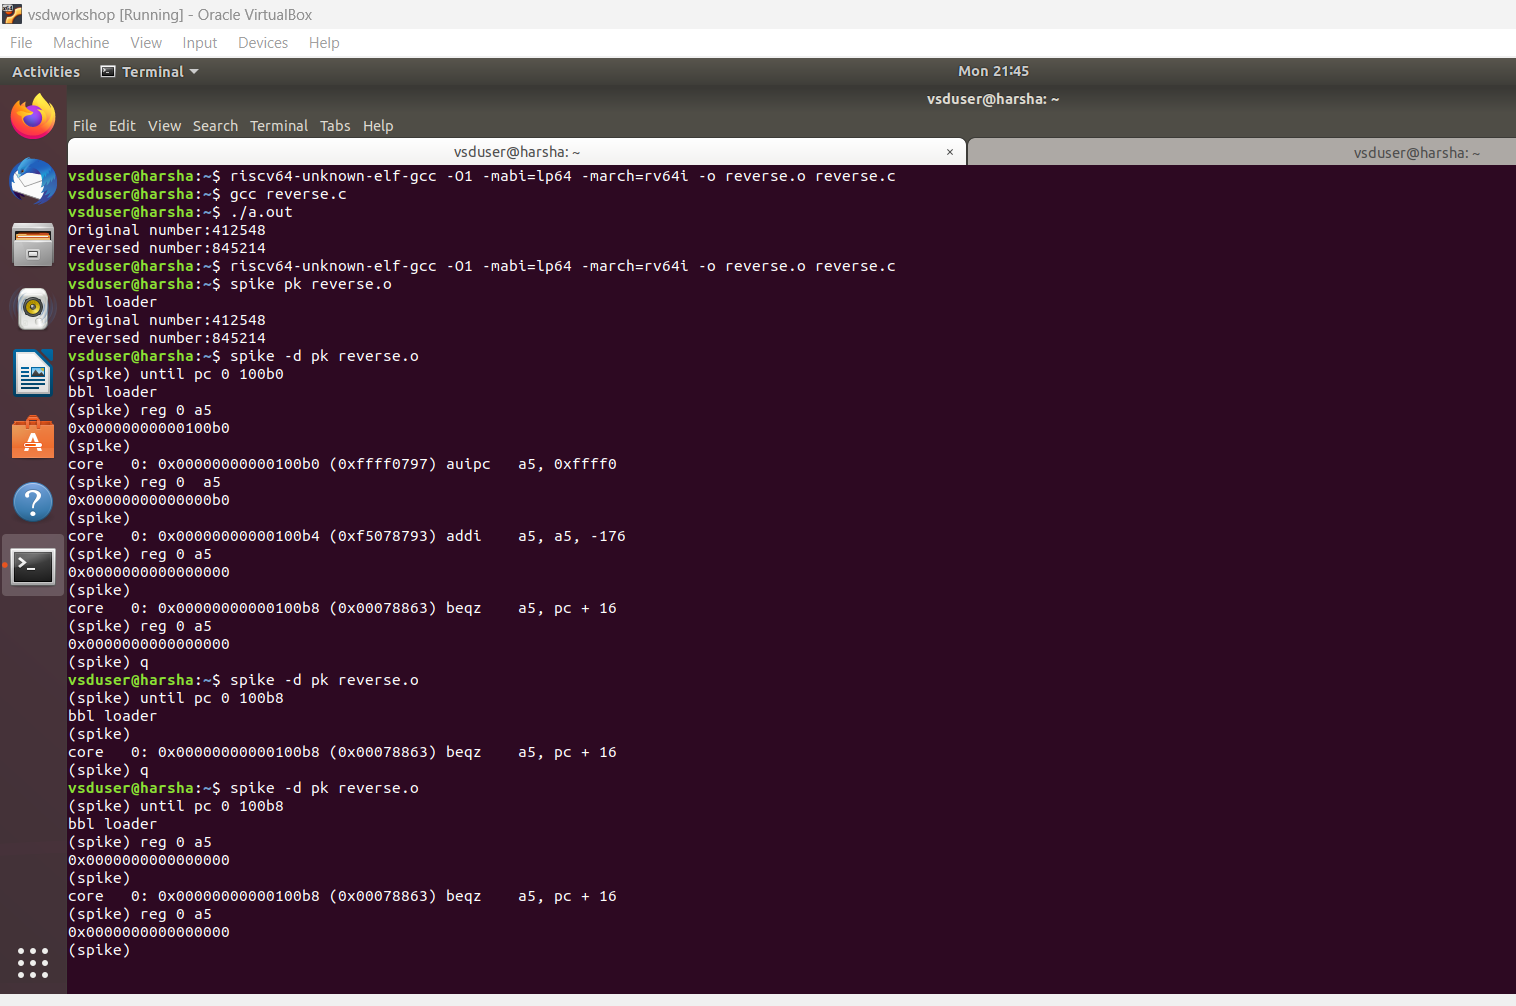 vsdworkshop [Running] - Oracle VirtualBox
File Machine View Input Devices Help
Activities Terminal Mon 21:45
vsduser@harsha: ~
File Edit View Search Terminal Tabs Help
vsduser@harsha: ~ × vsduser@harsha: ~
vsduser@harsha:~$ riscv64-unknown-elf-gcc -O1 -mabi=lp64 -march=rv64i -o reverse.o reverse.c
vsduser@harsha:~$ gcc reverse.c
vsduser@harsha:~$ ./a.out
Original number:412548
reversed number:845214
vsduser@harsha:~$ riscv64-unknown-elf-gcc -O1 -mabi=lp64 -march=rv64i -o reverse.o reverse.c
vsduser@harsha:~$ spike pk reverse.o
bbl loader
Original number:412548
reversed number:845214
vsduser@harsha:~$ spike -d pk reverse.o
(spike) until pc 0 100b0
bbl loader
(spike) reg 0 a5
0x00000000000100b0
(spike)
core   0: 0x00000000000100b0 (0xffff0797) auipc   a5, 0xffff0
(spike) reg 0  a5
0x00000000000000b0
(spike)
core   0: 0x00000000000100b4 (0xf5078793) addi    a5, a5, -176
(spike) reg 0 a5
0x0000000000000000
(spike)
core   0: 0x00000000000100b8 (0x00078863) beqz    a5, pc + 16
(spike) reg 0 a5
0x0000000000000000
(spike) q
vsduser@harsha:~$ spike -d pk reverse.o
(spike) until pc 0 100b8
bbl loader
(spike)
core   0: 0x00000000000100b8 (0x00078863) beqz    a5, pc + 16
(spike) q
vsduser@harsha:~$ spike -d pk reverse.o
(spike) until pc 0 100b8
bbl loader
(spike) reg 0 a5
0x0000000000000000
(spike)
core   0: 0x00000000000100b8 (0x00078863) beqz    a5, pc + 16
(spike) reg 0 a5
0x0000000000000000
(spike)